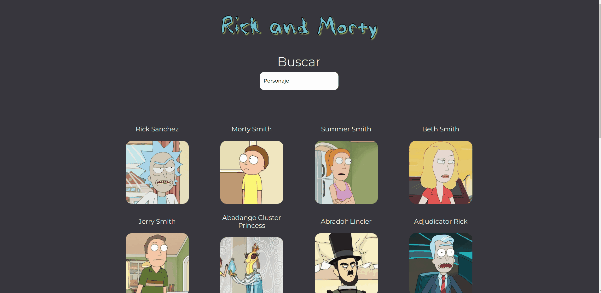 Rick and Morty
Buscar
Personaje
Rick Sanchez
Morty Smith
Summer Smith
Beth Smith
Jerry Smith
Abadango Cluster
Princess
Abradolf Lincler
Adjudicator Rick